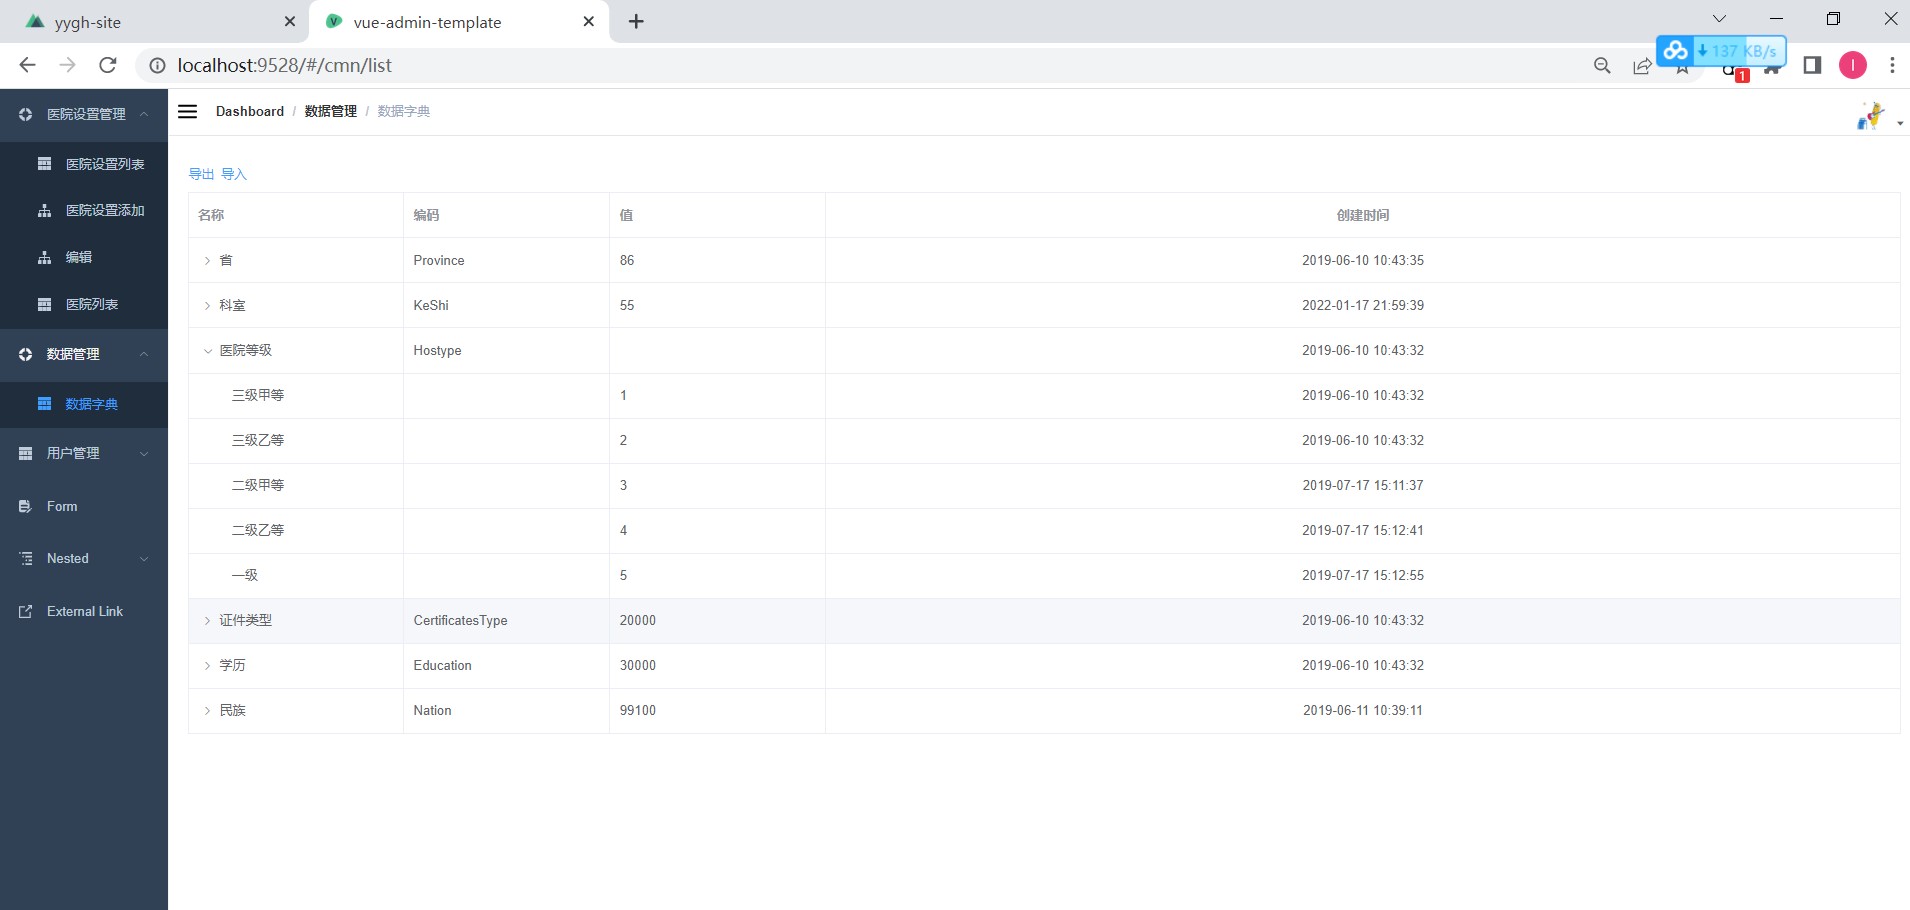 yygh-site
vue-admin-template
localhost:9528/#/cmn/list
137 KB/s
1
I
医院设置管理
医院设置列表
医院设置添加
编辑
医院列表
数据管理
数据字典
用户管理
Form
Nested
External Link
Dashboard / 数据管理 / 数据字典
导出 导入
名称 编码 值 创建时间
省 Province 86 2019-06-10 10:43:35
科室 KeShi 55 2022-01-17 21:59:39
医院等级 Hostype 2019-06-10 10:43:32
三级甲等 1 2019-06-10 10:43:32
三级乙等 2 2019-06-10 10:43:32
二级甲等 3 2019-07-17 15:11:37
二级乙等 4 2019-07-17 15:12:41
一级 5 2019-07-17 15:12:55
证件类型 CertificatesType 20000 2019-06-10 10:43:32
学历 Education 30000 2019-06-10 10:43:32
民族 Nation 99100 2019-06-11 10:39:11